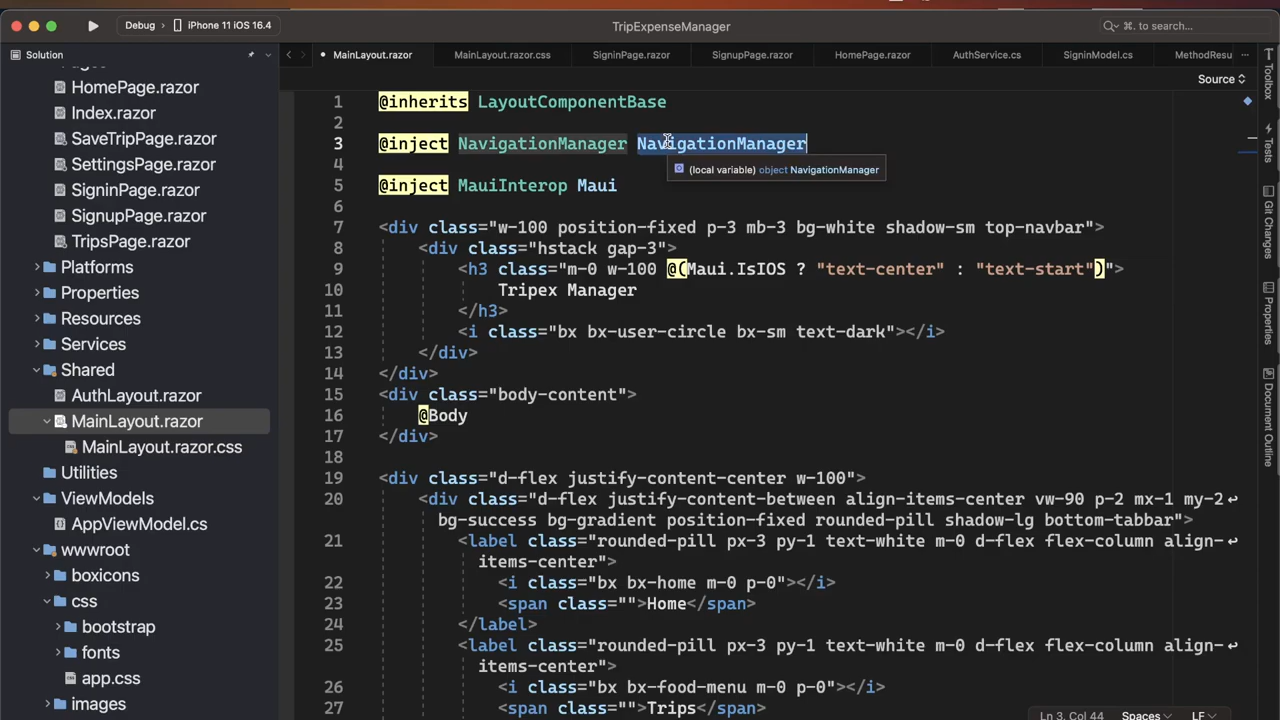 Debug
iPhone 11 iOS 16.4
TripExpenseManager
⌘. to search...
Solution
MainLayout.razor
MainLayout.razor.css
SigninPage.razor
SignupPage.razor
HomePage.razor
AuthService.cs
SigninModel.cs
MethodResu
Source
HomePage.razor
Index.razor
SaveTripPage.razor
SettingsPage.razor
SigninPage.razor
SignupPage.razor
TripsPage.razor
Platforms
Properties
Resources
Services
Shared
AuthLayout.razor
MainLayout.razor
MainLayout.razor.css
Utilities
ViewModels
AppViewModel.cs
wwwroot
boxicons
css
bootstrap
fonts
app.css
images
1 @inherits LayoutComponentBase
2
3 @inject NavigationManager NavigationManager
(local variable) object NavigationManager
4
5 @inject MauiInterop Maui
6
7 <div class="w-100 position-fixed p-3 mb-3 bg-white shadow-sm top-navbar">
8 <div class="hstack gap-3">
9 <h3 class="m-0 w-100 @(Maui.IsIOS ? "text-center" : "text-start")">
10 Tripex Manager
11 </h3>
12 <i class="bx bx-user-circle bx-sm text-dark"></i>
13 </div>
14 </div>
15 <div class="body-content">
16 @Body
17 </div>
18
19 <div class="d-flex justify-content-center w-100">
20 <div class="d-flex justify-content-between align-items-center vw-90 p-2 mx-1 my-2
bg-success bg-gradient position-fixed rounded-pill shadow-lg bottom-tabbar">
21 <label class="rounded-pill px-3 py-1 text-white m-0 d-flex flex-column align-
items-center">
22 <i class="bx bx-home m-0 p-0"></i>
23 <span class="">Home</span>
24 </label>
25 <label class="rounded-pill px-3 py-1 text-white m-0 d-flex flex-column align-
items-center">
26 <i class="bx bx-food-menu m-0 p-0"></i>
27 <span class="">Trips</span>
Ln 3, Col 44
Spaces
LF
Toolbox
Tests
Git Changes
Properties
Document Outline